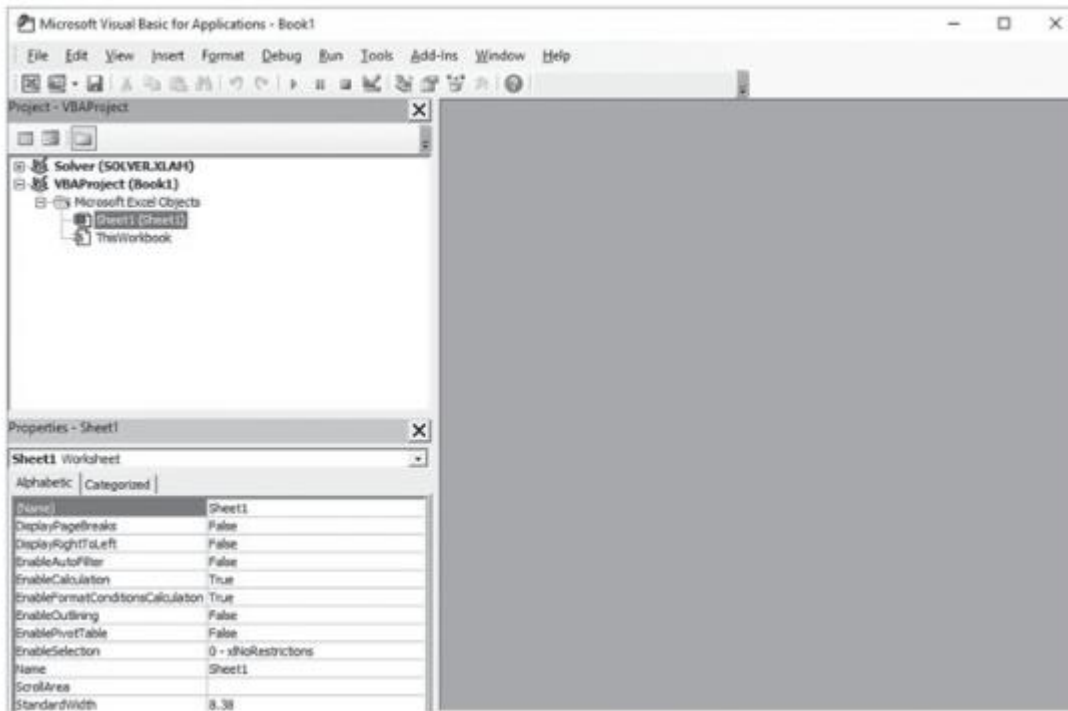 Microsoft Visual Basic for Applications - Book1
File Edit View Insert Format Debug Run Tools Add-Ins Window Help
Project - VBAProject
Solver (SOLVER.XLAM)
VBAProject (Book1)
Microsoft Excel Objects
Sheet1 (Sheet1)
ThisWorkbook
Properties - Sheet1
Sheet1 Worksheet
Alphabetic Categorized
(Name) Sheet1
DisplayPageBreaks False
DisplayRightToLeft False
EnableAutoFilter False
EnableCalculation True
EnableFormatConditionsCalculation True
EnableOutlining False
EnablePivotTable False
EnableSelection 0 - xlNoRestrictions
Name Sheet1
ScrollArea
StandardWidth 8.38